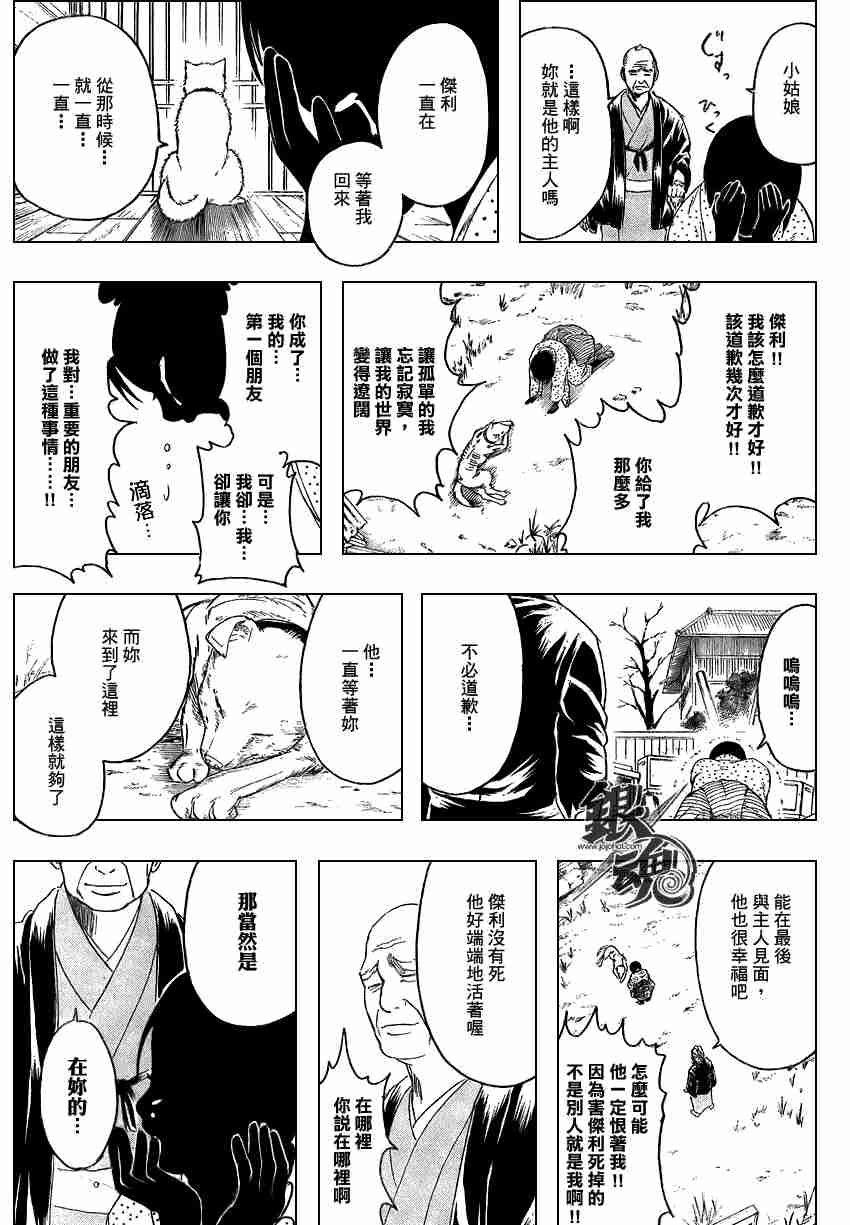 小姑娘
ぐすっ
ひっく
…這樣啊
妳就是他的主人嗎
傑利
一直在
等著我
回來
從那時候…
就一直…
一直…
傑利!!
我該怎麼道歉才好!!
該道歉幾次才好!!
你給了我
那麼多
讓孤單的我
忘記寂寞,
讓我的世界
變得遼闊
你成了…
我的…
第一個朋友
可是…
我卻…我…
卻讓你
滴落…
我對…重要的朋友…
做了這種事情……!!
嗚嗚嗚…
不必道歉…
他…
一直等著妳
而妳
來到了這裡
這樣就夠了
銀魂
www.jojohot.com
能在最後
與主人見面,
他也很幸福吧
怎麼可能
他一定恨著我!!
因為害傑利死掉的
不是別人就是我啊!!
傑利沒有死
他好端端地活著喔
在哪裡
你說在哪裡啊
那當然是
在妳的…